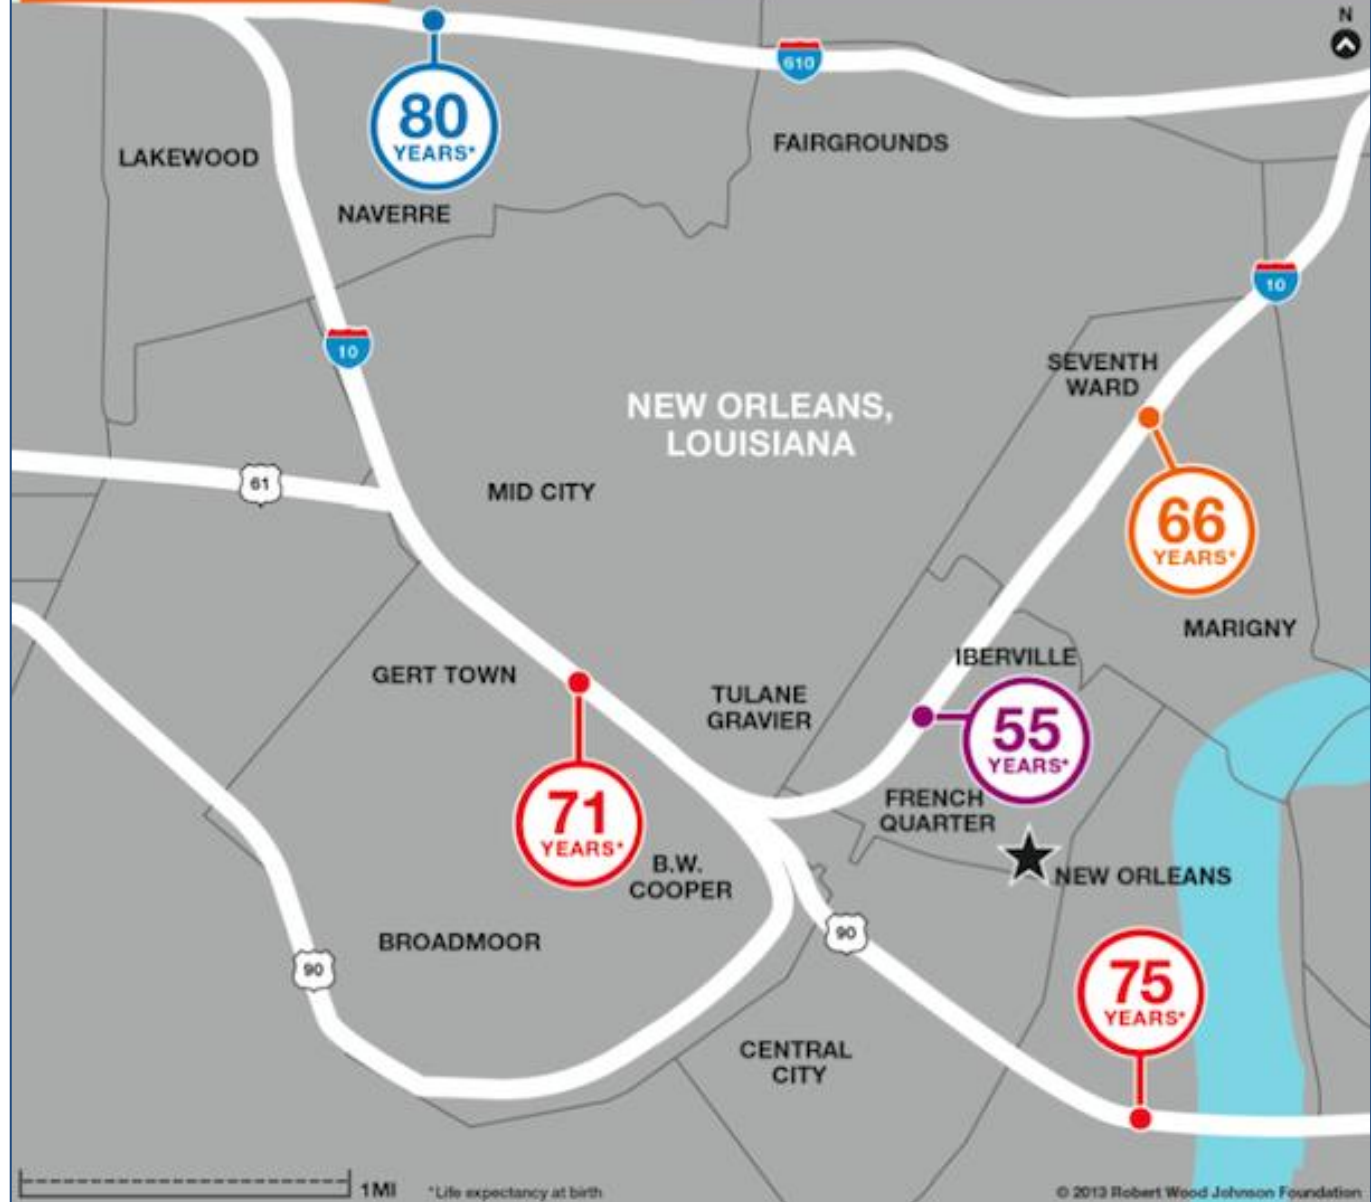 N
610
80
YEARS*
FAIRGROUNDS
LAKEWOOD
NAVERRE
10
10
SEVENTH
WARD
NEW ORLEANS,
LOUISIANA
61
MID CITY
66
YEARS*
MARIGNY
IBERVILLE
GERT TOWN
TULANE
GRAVIER
55
YEARS*
71
YEARS*
FRENCH
QUARTER
B.W.
COOPER
NEW ORLEANS
90
BROADMOOR
90
75
YEARS*
CENTRAL
CITY
1MI
*Life expectancy at birth
© 2013 Robert Wood Johnson Foundation